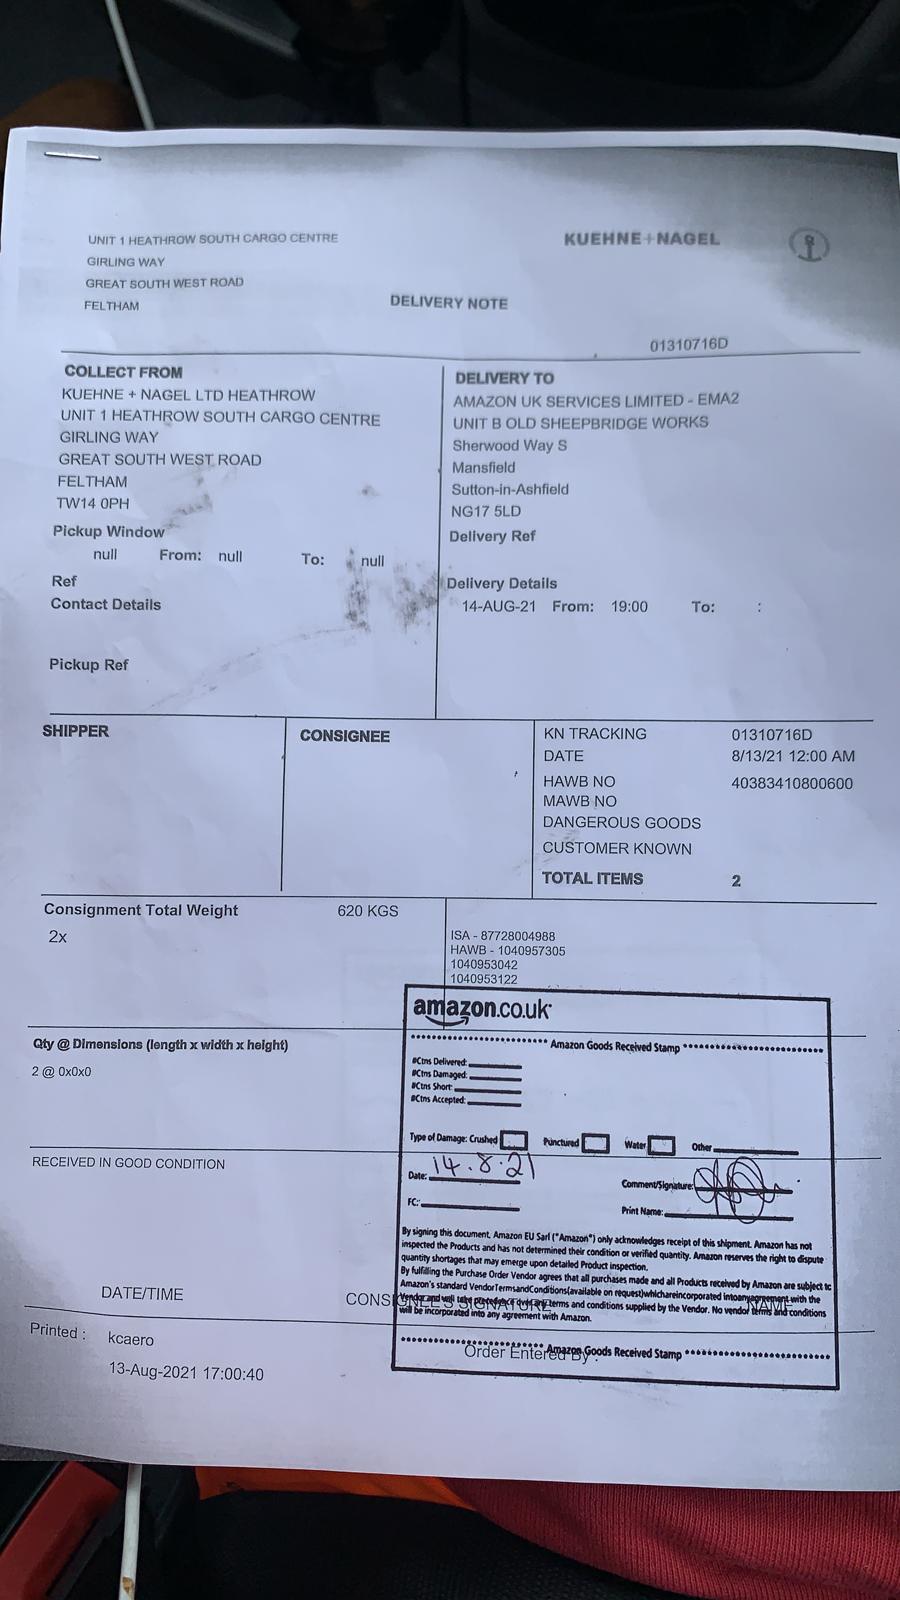 UNIT 1 HEATHROW SOUTH CARGO CENTRE
GIRLING WAY
GREAT SOUTH WEST ROAD
FELTHAM
KUEHNE+NAGEL
DELIVERY NOTE
01310716D
COLLECT FROM
KUEHNE + NAGEL LTD HEATHROW
UNIT 1 HEATHROW SOUTH CARGO CENTRE
GIRLING WAY
GREAT SOUTH WEST ROAD
FELTHAM
TW14 0PH
Pickup Window
null From: null To: null
Ref
Contact Details
Pickup Ref
DELIVERY TO
AMAZON UK SERVICES LIMITED - EMA2
UNIT B OLD SHEEPBRIDGE WORKS
Sherwood Way S
Mansfield
Sutton-in-Ashfield
NG17 5LD
Delivery Ref
Delivery Details
14-AUG-21 From: 19:00 To: :
SHIPPER
CONSIGNEE
KN TRACKING 01310716D
DATE 8/13/21 12:00 AM
HAWB NO 40383410800600
MAWB NO
DANGEROUS GOODS
CUSTOMER KNOWN
TOTAL ITEMS 2
Consignment Total Weight 620 KGS
2x
ISA - 87728004988
HAWB - 1040957305
1040953042
1040953122
Qty @ Dimensions (length x width x height)
2 @ 0x0x0
amazon.co.uk
Amazon Goods Received Stamp
#Ctns Delivered:
#Ctns Damaged:
#Ctns Short:
#Ctns Accepted:
Type of Damage: Crushed Punctured Water Other
Date: 14.8.21
Comment/Signature:
FC:
Print Name:
By signing this document, Amazon EU Sarl ("Amazon") only acknowledges receipt of this shipment. Amazon has not
inspected the Products and has not determined their condition or verified quantity. Amazon reserves the right to dispute
quantity shortages that may emerge upon detailed Product inspection.
By fulfilling the Purchase Order Vendor agrees that all purchases made and all Products received by Amazon are subject to
Amazon's standard VendorTermsandConditions(available on request)whichareincorporated intoanyagreement with the
Vendor and will take precedence over any terms and conditions supplied by the Vendor. No vendor terms and conditions
will be incorporated into any agreement with Amazon.
Amazon Goods Received Stamp
RECEIVED IN GOOD CONDITION
DATE/TIME
CONSIGNEE'S SIGNATURE
NAME
Printed : kcaero
13-Aug-2021 17:00:40
Order Entered By :